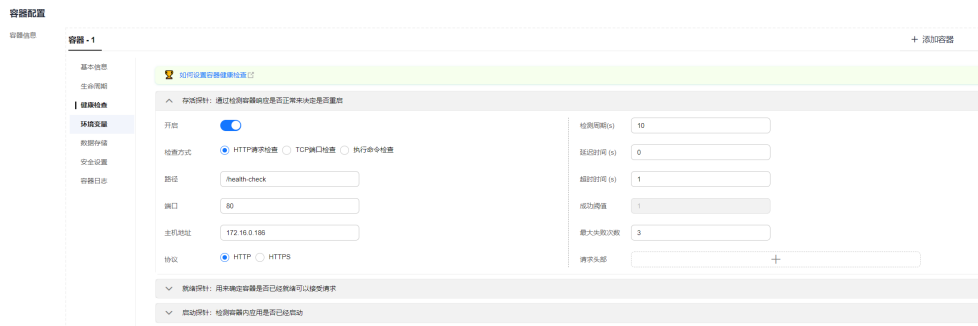 容器配置
容器信息
容器 - 1
+ 添加容器
基本信息
生命周期
健康检查
环境变量
数据存储
安全设置
容器日志
如何设置容器健康检查
存活探针：通过检测容器响应是否正常来决定是否重启
开启
检查方式 HTTP请求检查 TCP端口检查 执行命令检查
路径 /health-check
端口 80
主机地址 172.16.0.186
协议 HTTP HTTPS
检测周期(s) 10
延迟时间 (s) 0
超时时间 (s) 1
成功阈值 1
最大失败次数 3
请求头部 +
就绪探针：用来确定容器是否已经就绪可以接受请求
启动探针：检测容器内应用是否已经启动